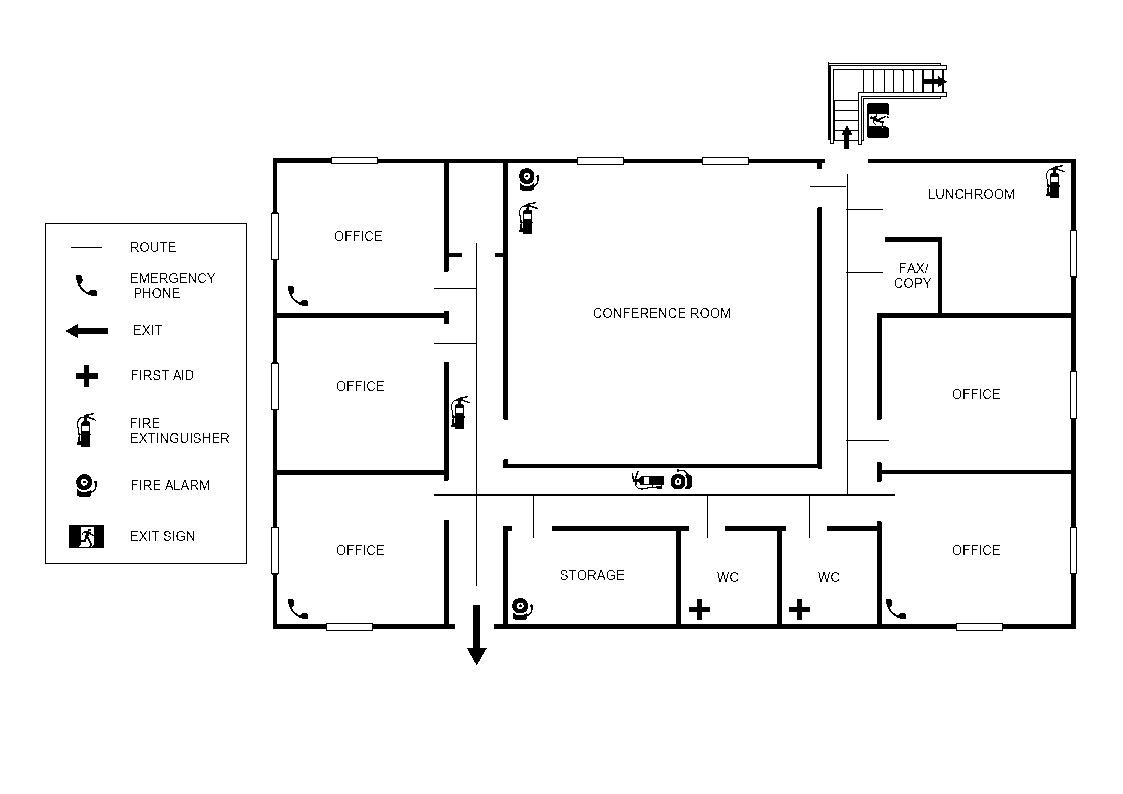 ROUTE
EMERGENCY
PHONE
EXIT
FIRST AID
FIRE
EXTINGUISHER
FIRE ALARM
EXIT SIGN
OFFICE
OFFICE
OFFICE
CONFERENCE ROOM
LUNCHROOM
FAX/
COPY
OFFICE
OFFICE
STORAGE
WC
WC